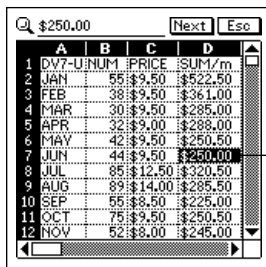 $250.00 Next Esc
A B C D
1 DV7-U NUM PRICE SUM/m
2 JAN 55 $9.50 $522.50
3 FEB 38 $9.50 $361.00
4 MAR 30 $9.50 $285.00
5 APR 32 $9.00 $288.00
6 MAY 42 $9.50 $250.50
7 JUN 44 $9.50 $250.00
8 JUL 85 $12.50 $320.50
9 AUG 89 $14.00 $285.50
10 SEP 55 $8.50 $225.00
11 OCT 75 $9.50 $250.50
12 NOV 52 $8.00 $245.00